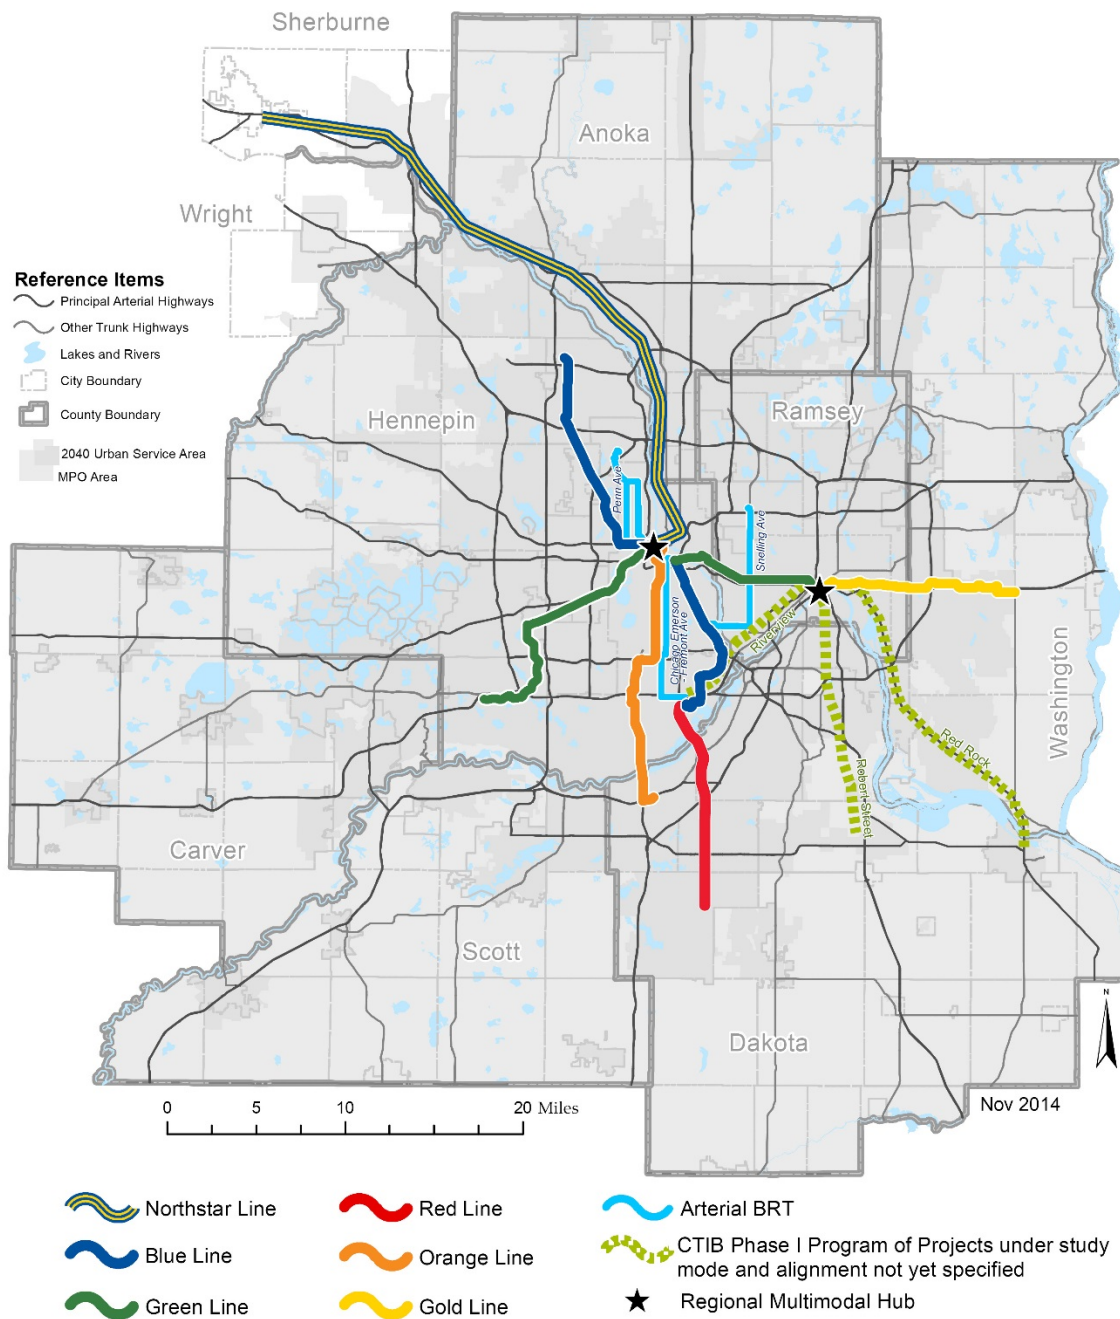 Sherburne
Anoka
Wright
Reference Items
Principal Arterial Highways
Other Trunk Highways
Lakes and Rivers
City Boundary
County Boundary
2040 Urban Service Area
MPO Area
Hennepin
Ramsey
Penn Ave
Snelling Ave
Riverview
Chicago Emerson
- Fremont Ave
Washington
Red Rock
Robert Street
Carver
Scott
Dakota
N
Nov 2014
0 5 10 20 Miles
Northstar Line
Blue Line
Green Line
Red Line
Orange Line
Gold Line
Arterial BRT
CTIB Phase I Program of Projects under study
mode and alignment not yet specified
Regional Multimodal Hub